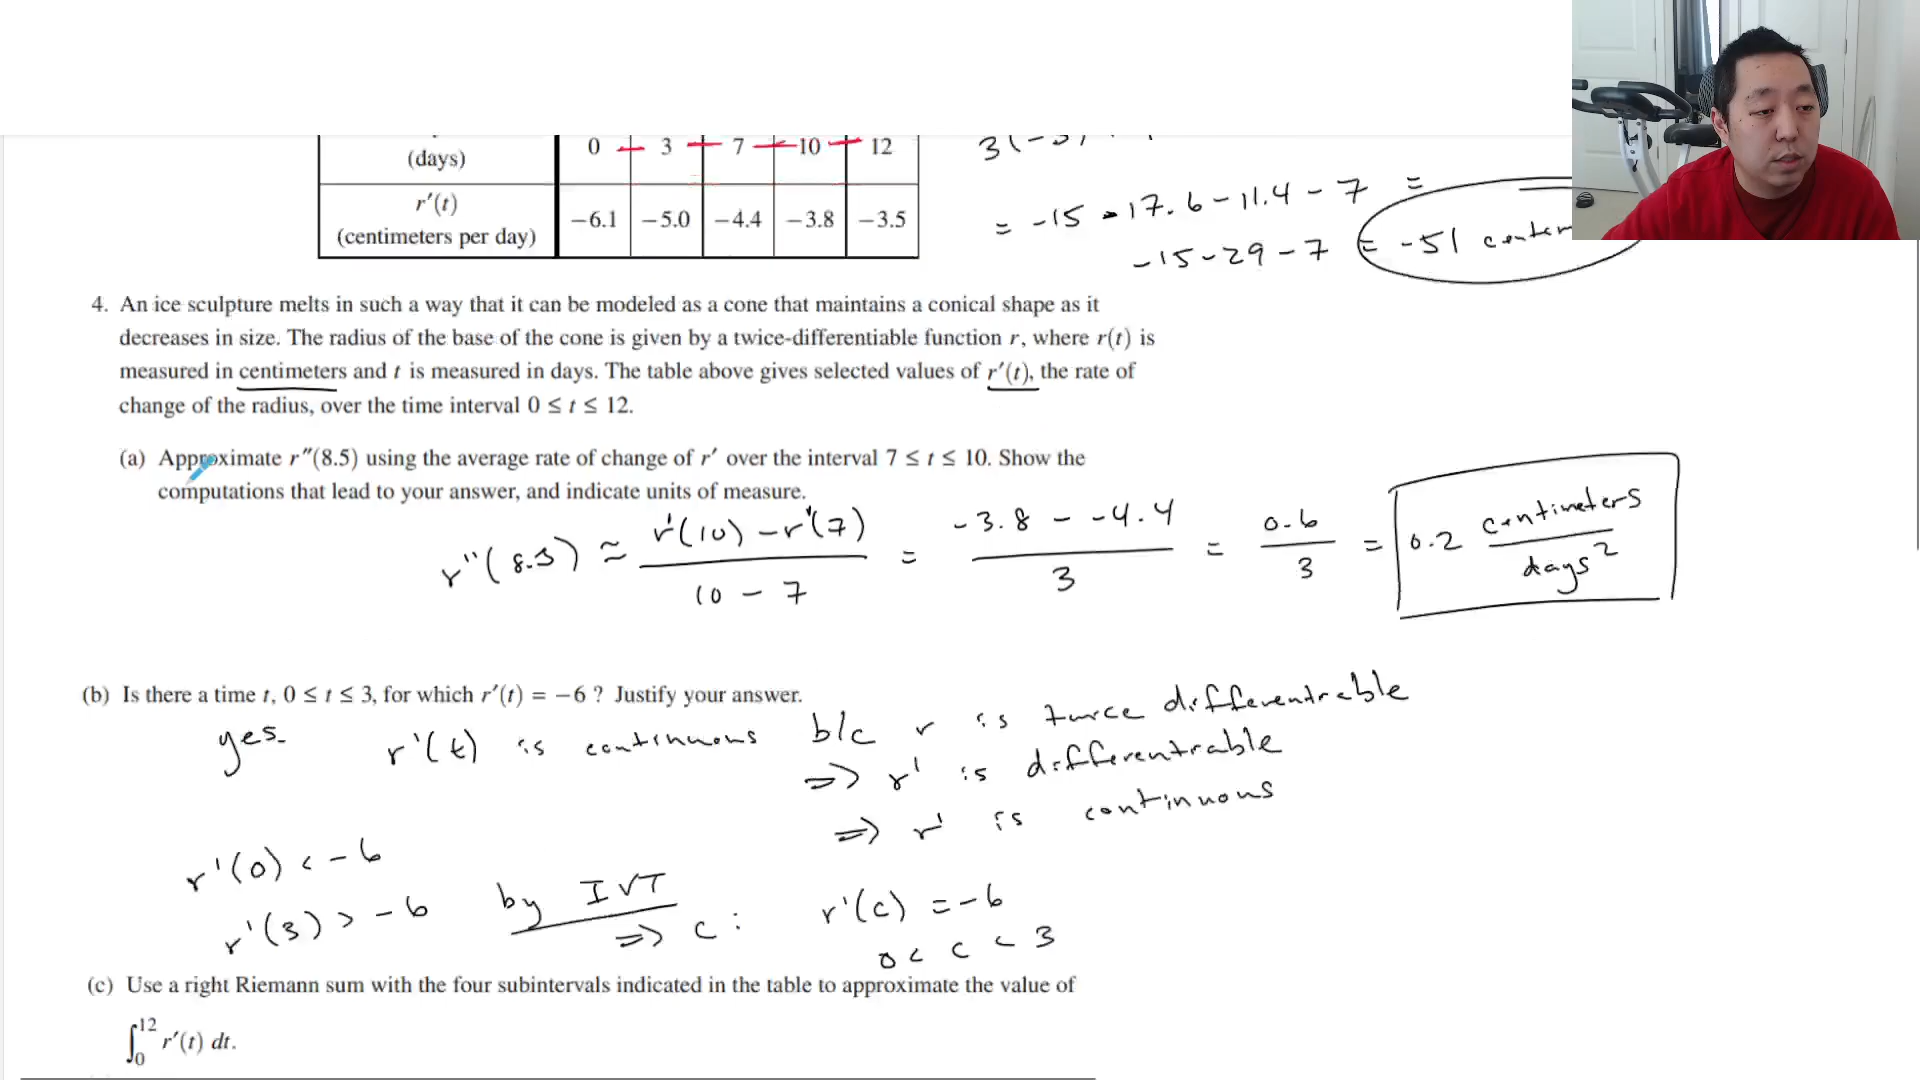 (days) 0 3 7 10 12
r′(t)
(centimeters per day) −6.1 −5.0 −4.4 −3.8 −3.5
= -15 - 17.6 - 11.4 - 7 =
-15 - 29 - 7 = -51
4. An ice sculpture melts in such a way that it can be modeled as a cone that maintains a conical shape as it
decreases in size. The radius of the base of the cone is given by a twice-differentiable function r, where r(t) is
measured in centimeters and t is measured in days. The table above gives selected values of r′(t), the rate of
change of the radius, over the time interval 0 ≤ t ≤ 12.
(a) Approximate r″(8.5) using the average rate of change of r′ over the interval 7 ≤ t ≤ 10. Show the
computations that lead to your answer, and indicate units of measure.
r''(8.5) ≈ r'(10) - r'(7) / 10 - 7 = -3.8 - -4.4 / 3 = 0.6 / 3 = 0.2 centimeters / days²
(b) Is there a time t, 0 ≤ t ≤ 3, for which r′(t) = −6 ? Justify your answer.
yes. r'(t) is continuous b/c r is twice differentiable
=> r' is differentiable
=> r' is continuous
r'(0) < -6
r'(3) > -6 by IVT => c : r'(c) = -6
0 < c < 3
(c) Use a right Riemann sum with the four subintervals indicated in the table to approximate the value of
∫₀¹² r′(t) dt.